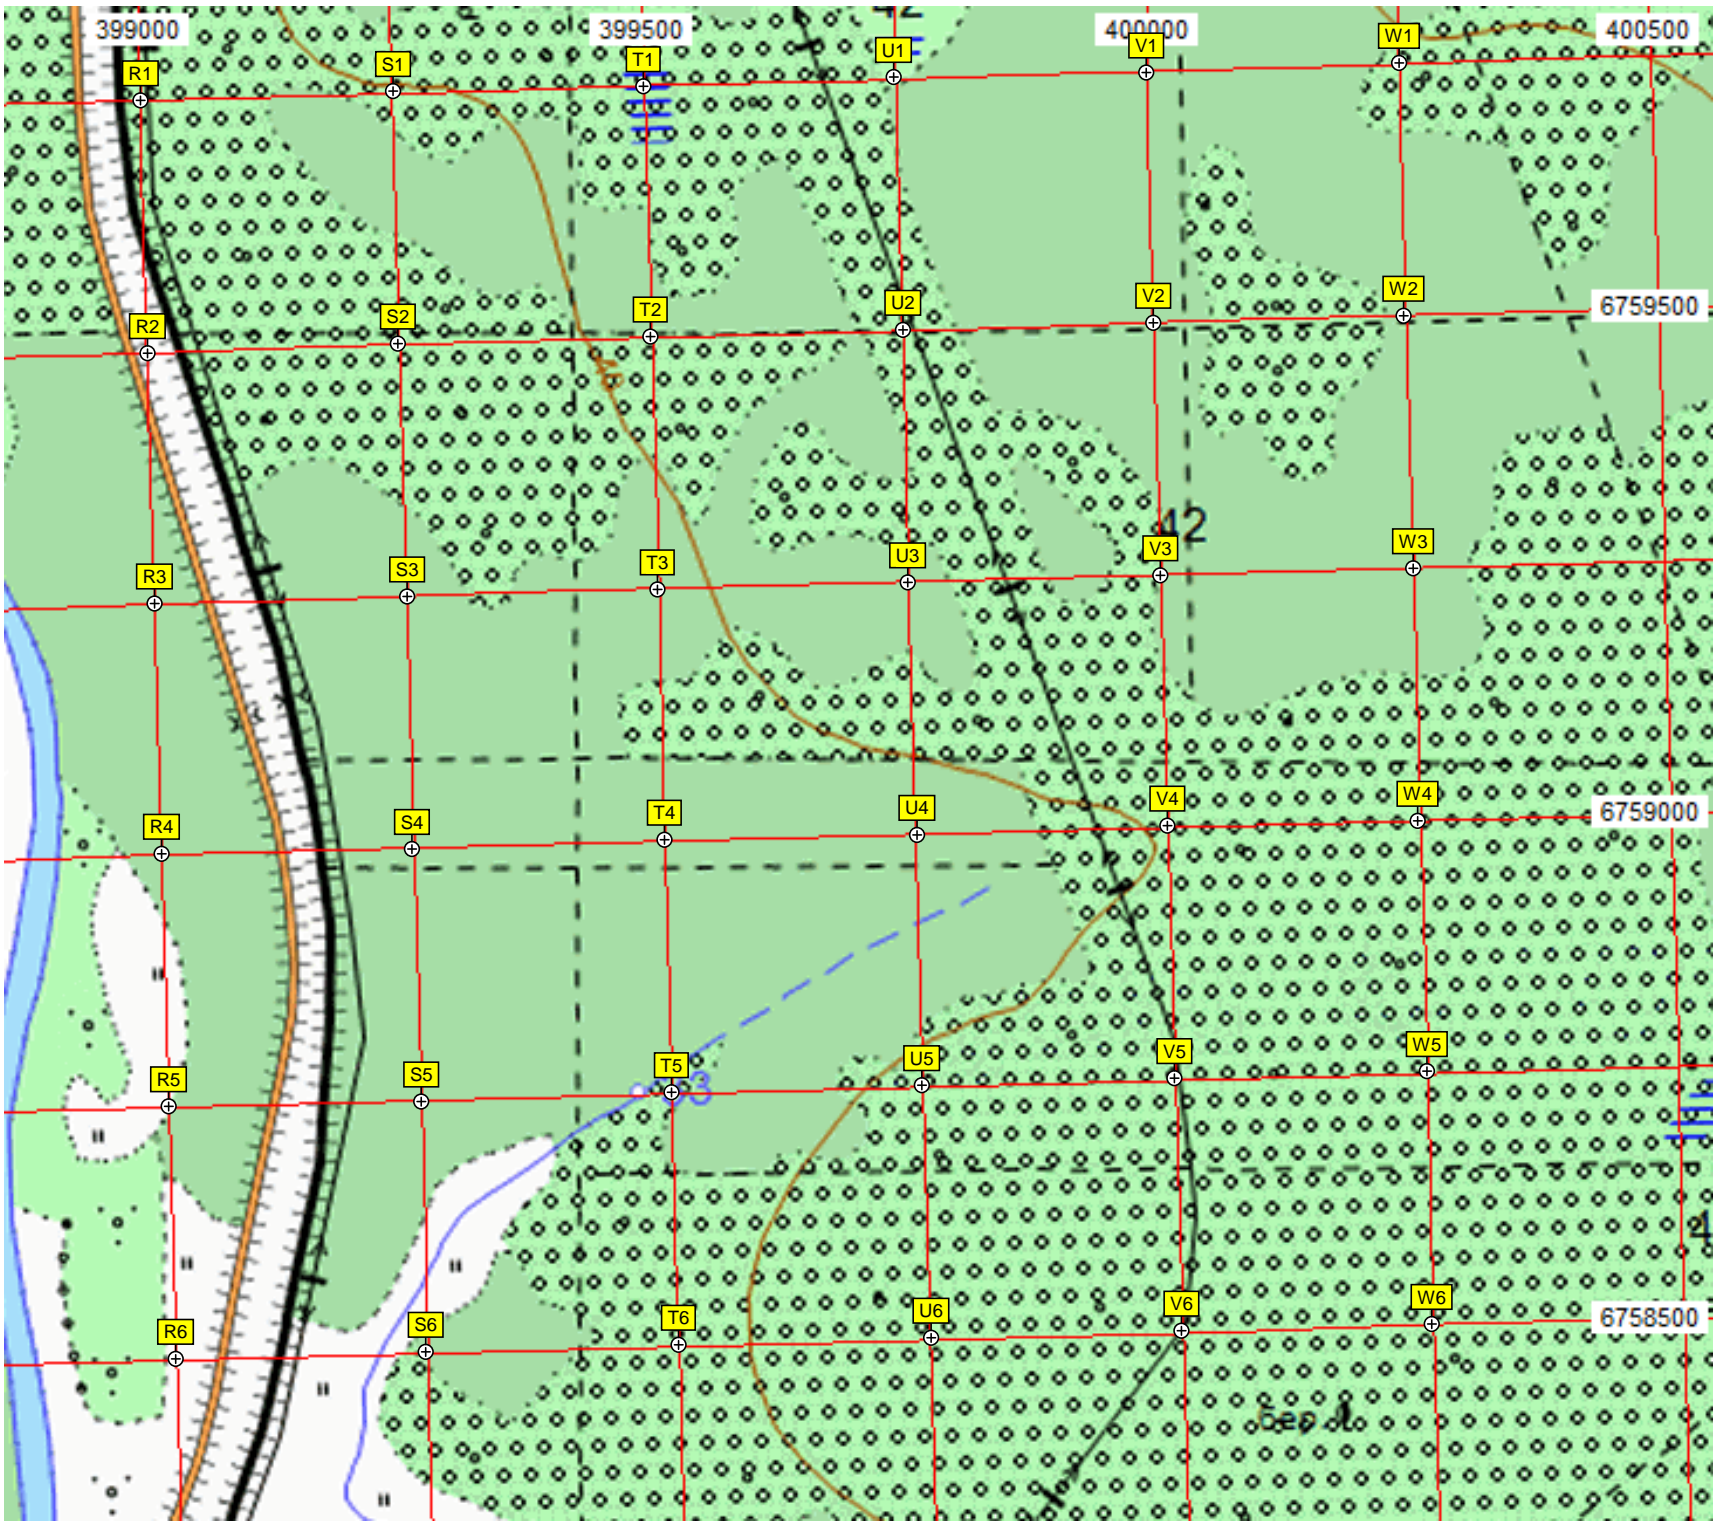 399000 399500 400000 400500
R1 S1 T1 U1 V1 W1
R2 S2 T2 U2 V2 W2
6759500
42
R3 S3 T3 U3 V3 W3
R4 S4 T4 U4 V4 W4
6759000
R5 S5 T5 U5 V5 W5
R6 S6 T6 U6 V6 W6
6758500